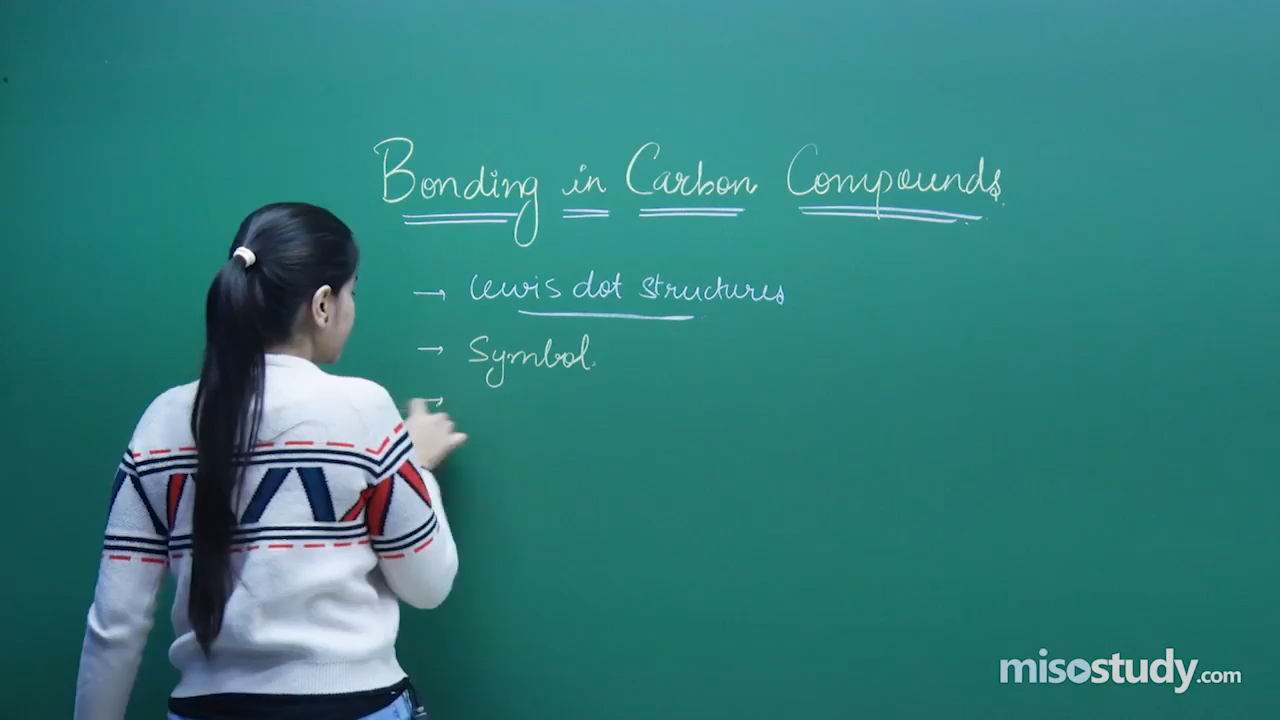 Bonding in Carbon Compounds
→ Lewis dot structures
→ Symbol.
→
misostudy.com